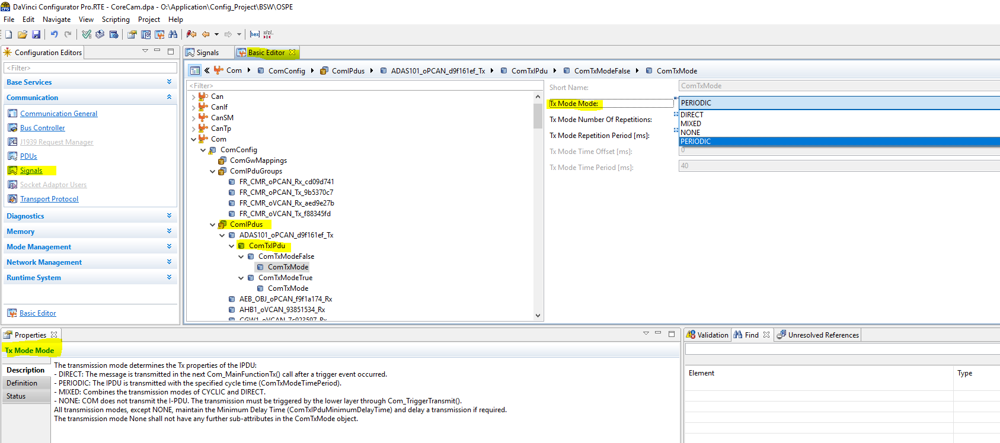 DaVinci Configurator Pro.RTE - CoreCam.dpa - O:\Application\Config_Project\BSW\OSPE
File Edit Navigate View Scripting Project Help
Configuration Editors
<Filter>
Base Services
Communication
Communication General
Bus Controller
J1939 Request Manager
PDUs
Signals
Socket Adaptor Users
Transport Protocol
Diagnostics
Memory
Mode Management
Network Management
Runtime System
Basic Editor
Signals
Basic Editor
Com ComConfig ComIPdus ADAS101_oPCAN_d9f161ef_Tx ComTxIPdu ComTxModeFalse ComTxMode
<Filter>
Can
CanIf
CanSM
CanTp
Com
ComConfig
ComGwMappings
ComIPduGroups
FR_CMR_oPCAN_Rx_cd09d741
FR_CMR_oPCAN_Tx_9b5370c7
FR_CMR_oVCAN_Rx_aed9e27b
FR_CMR_oVCAN_Tx_f88345fd
ComIPdus
ADAS101_oPCAN_d9f161ef_Tx
ComTxIPdu
ComTxModeFalse
ComTxMode
ComTxModeTrue
ComTxMode
AEB_OBJ_oPCAN_f9f1a174_Rx
AHB1_oVCAN_93851534_Rx
CGW1_oVCAN_7c923597_Rx
Short Name: ComTxMode
Tx Mode Mode: PERIODIC
DIRECT
MIXED
NONE
PERIODIC
Tx Mode Number Of Repetitions:
Tx Mode Repetition Period [ms]:
Tx Mode Time Offset [ms]: 0
Tx Mode Time Period [ms]: 40
Properties
Tx Mode Mode
Description
Definition
Status
The transmission mode determines the Tx properties of the IPDU:
- DIRECT: The message is transmitted in the next Com_MainFunctionTx() call after a trigger event occurred.
- PERIODIC: The IPDU is transmitted with the specified cycle time (ComTxModeTimePeriod).
- MIXED: Combines the transmission modes of CYCLIC and DIRECT.
- NONE: COM does not transmit the I-PDU. The transmission must be triggered by the lower layer through Com_TriggerTransmit().
All transmission modes, except NONE, maintain the Minimum Delay Time (ComTxIPduMinimumDelayTime) and delay a transmission if required.
The transmission mode None shall not have any further sub-attributes in the ComTxMode object.
Validation Find Unresolved References
Element Type